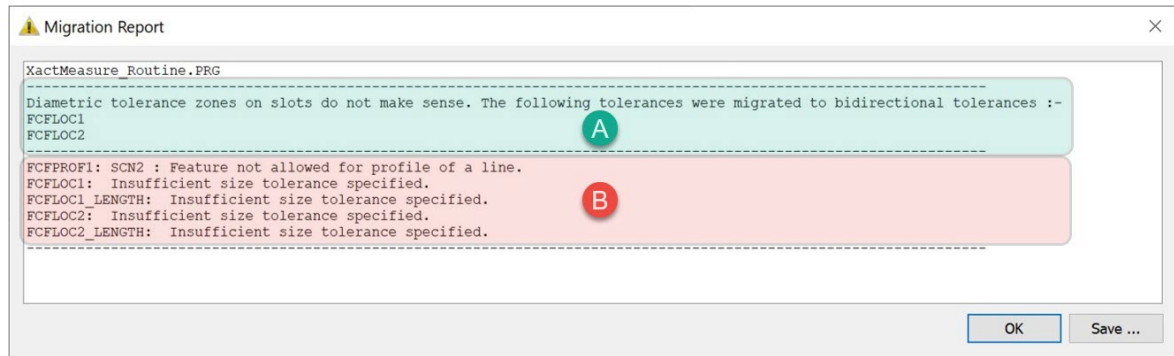 Migration Report
XactMeasure_Routine.PRG
--------------------------------------------------------------------------------------------------------------------
Diametric tolerance zones on slots do not make sense. The following tolerances were migrated to bidirectional tolerances :-
FCFLOC1
FCFLOC2
A
--------------------------------------------------------------------------------------------------------------------
FCFPROF1: SCN2 : Feature not allowed for profile of a line.
FCFLOC1:  Insufficient size tolerance specified.
FCFLOC1_LENGTH:  Insufficient size tolerance specified.
B
FCFLOC2:  Insufficient size tolerance specified.
FCFLOC2_LENGTH:  Insufficient size tolerance specified.
--------------------------------------------------------------------------------------------------------------------
OK
Save ...